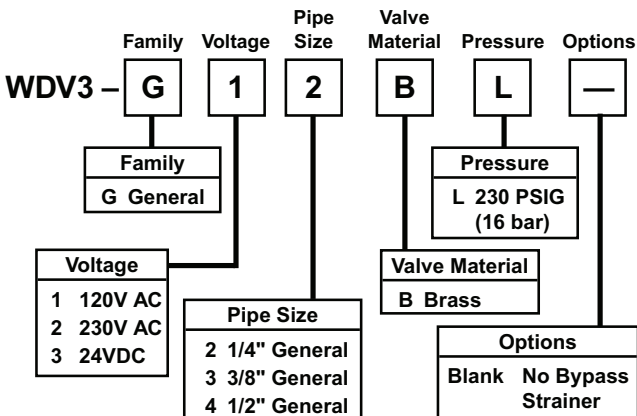 Pipe Valve
Family Voltage Size Material Pressure Options
WDV3 – G 1 2 B L —
Family
G General
Pressure
L 230 PSIG
(16 bar)
Voltage
1 120V AC
2 230V AC
3 24VDC
Valve Material
B Brass
Pipe Size
2 1/4" General
3 3/8" General
4 1/2" General
Options
Blank No Bypass
Strainer